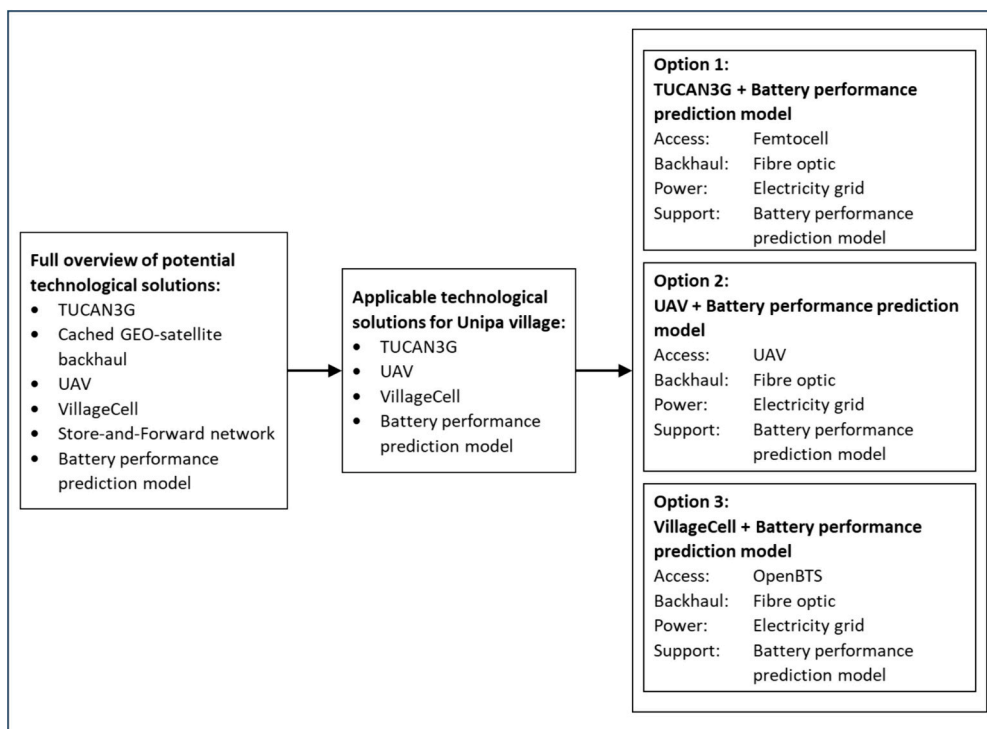 Full overview of potential
technological solutions:
• TUCAN3G
• Cached GEO-satellite
backhaul
• UAV
• VillageCell
• Store-and-Forward network
• Battery performance
prediction model
Applicable technological
solutions for Unipa village:
• TUCAN3G
• UAV
• VillageCell
• Battery performance
prediction model
Option 1:
TUCAN3G + Battery performance
prediction model
Access: Femtocell
Backhaul: Fibre optic
Power: Electricity grid
Support: Battery performance
prediction model
Option 2:
UAV + Battery performance prediction
model
Access: UAV
Backhaul: Fibre optic
Power: Electricity grid
Support: Battery performance
prediction model
Option 3:
VillageCell + Battery performance
prediction model
Access: OpenBTS
Backhaul: Fibre optic
Power: Electricity grid
Support: Battery performance
prediction model